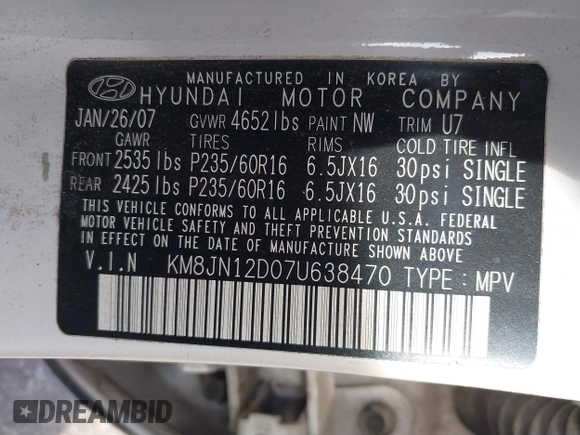 MANUFACTURED IN KOREA BY
HYUNDAI MOTOR COMPANY
JAN/26/07 GVWR 4652lbs PAINT NW TRIM U7
GAWR TIRES RIMS COLD TIRE INFL
FRONT 2535lbs P235/60R16 6.5JX16 30psi SINGLE
REAR 2425lbs P235/60R16 6.5JX16 30psi SINGLE
THIS VEHICLE CONFORMS TO ALL APPLICABLE U.S.A. FEDERAL
MOTOR VEHICLE SAFETY AND THEFT PREVENTION STANDARDS
IN EFFECT ON THE DATE OF MANUFACTURE SHOWN ABOVE.
V.I.N KM8JN12D07U638470 TYPE : MPV
DREAMBID